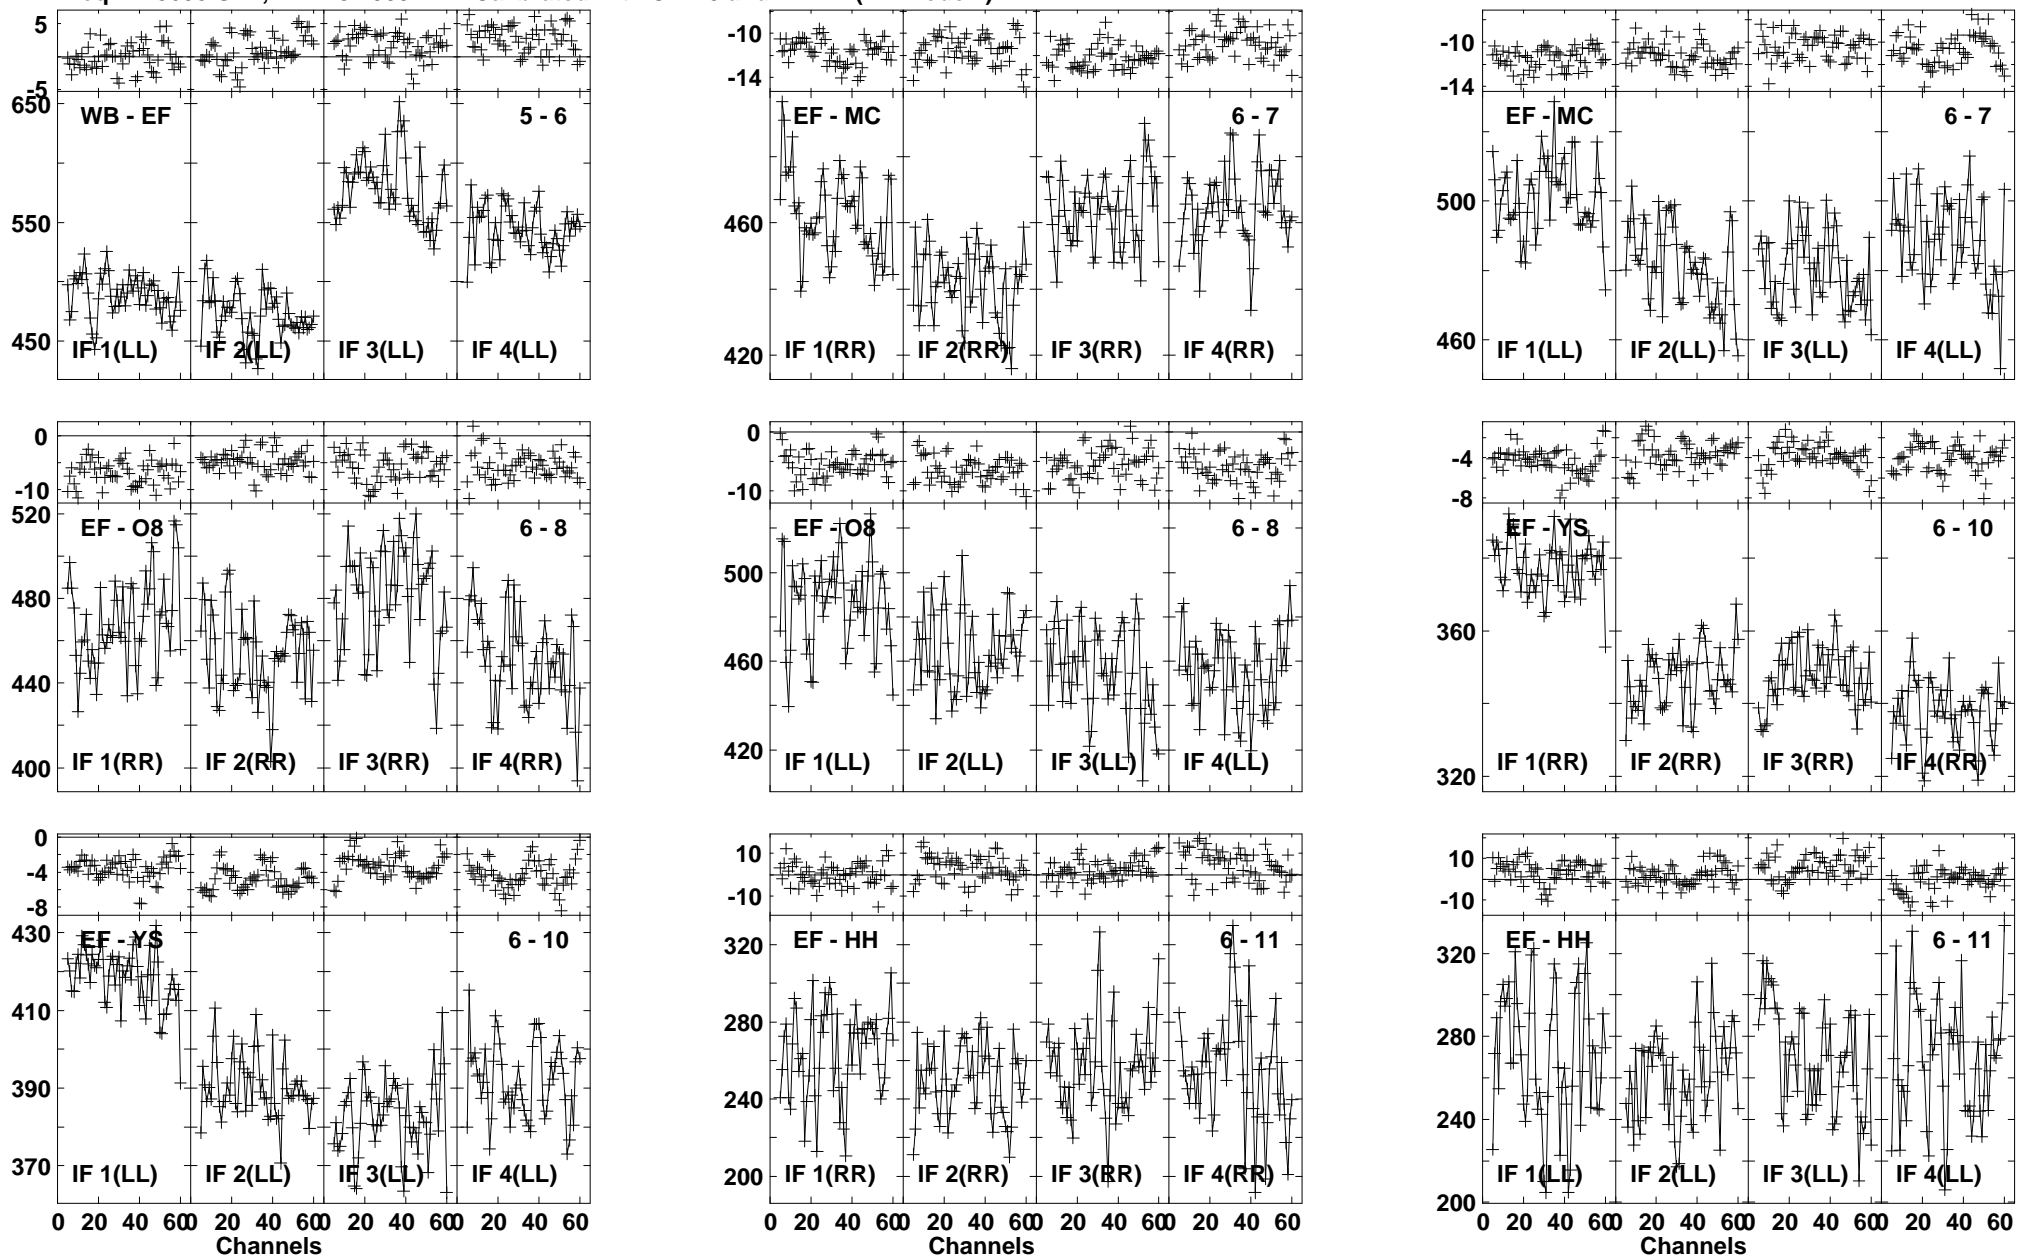 5
-5
650
550
450
WB - EF
5 - 6
IF 1(LL)
IF 2(LL)
IF 3(LL)
IF 4(LL)
-10
-14
460
420
EF - MC
6 - 7
IF 1(RR)
IF 2(RR)
IF 3(RR)
IF 4(RR)
-10
-14
500
460
EF - MC
6 - 7
IF 1(LL)
IF 2(LL)
IF 3(LL)
IF 4(LL)
0
-10
520
480
440
400
EF - O8
6 - 8
IF 1(RR)
IF 2(RR)
IF 3(RR)
IF 4(RR)
0
-10
500
460
420
EF - O8
6 - 8
IF 1(LL)
IF 2(LL)
IF 3(LL)
IF 4(LL)
-4
-8
360
320
EF - YS
6 - 10
IF 1(RR)
IF 2(RR)
IF 3(RR)
IF 4(RR)
0
-4
-8
430
410
390
370
EF - YS
6 - 10
IF 1(LL)
IF 2(LL)
IF 3(LL)
IF 4(LL)
0 20 40 60 0 20 40 60 0 20 40 60 0 20 40 60
Channels
10
-10
320
280
240
200
EF - HH
6 - 11
IF 1(RR)
IF 2(RR)
IF 3(RR)
IF 4(RR)
0 20 40 60 0 20 40 60 0 20 40 60 0 20 40 60
Channels
10
-10
320
280
240
200
EF - HH
6 - 11
IF 1(LL)
IF 2(LL)
IF 3(LL)
IF 4(LL)
0 20 40 60 0 20 40 60 0 20 40 60 0 20 40 60
Channels